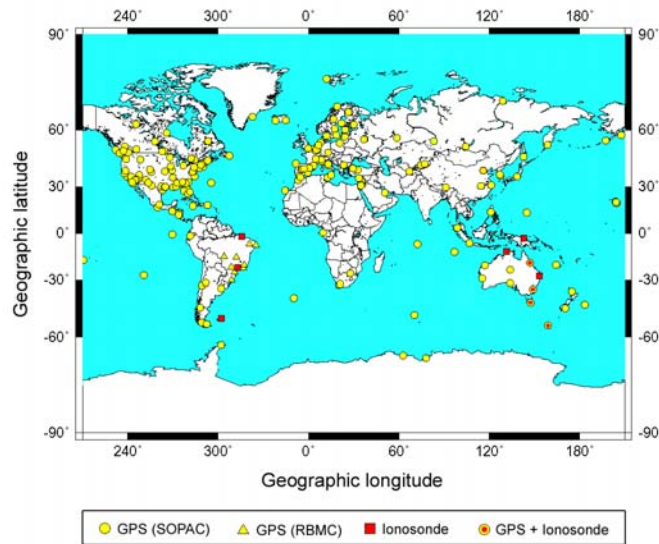 240˚ 300˚ 0˚ 60˚ 120˚ 180˚
90˚ 90˚
60˚ 60˚
30˚ 30˚
0˚ 0˚
-30˚ -30˚
-60˚ -60˚
-90˚ -90˚
240˚ 300˚ 0˚ 60˚ 120˚ 180˚
Geographic latitude
Geographic longitude
GPS (SOPAC) GPS (RBMC) Ionosonde GPS + Ionosonde